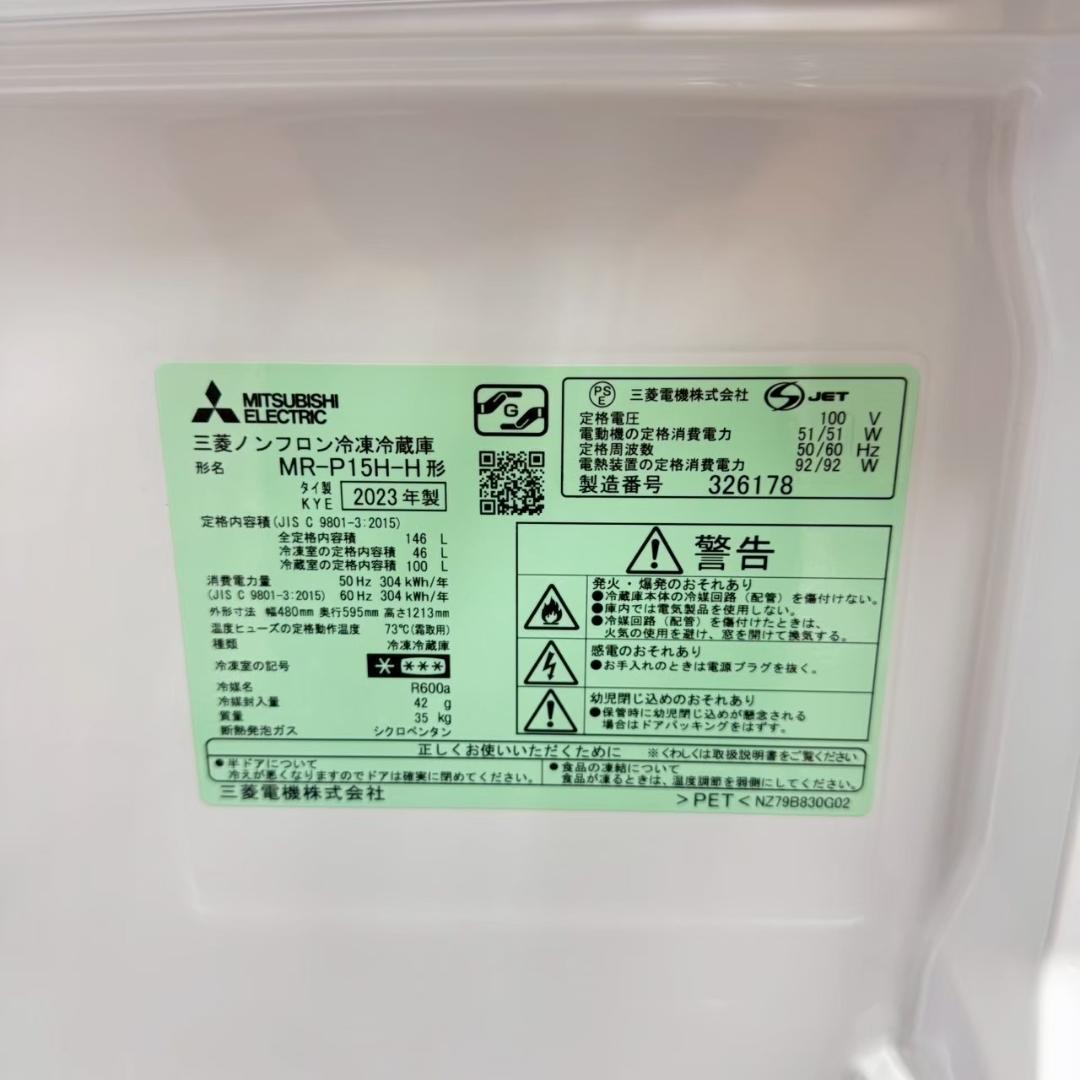 MITSUBISHI
ELECTRIC
三菱ノンフロン冷凍冷蔵庫
形名 MR-P15H-H 形
タイ製
KYE 2023年製
G
定格内容積(JIS C 9801-3:2015)
全定格内容積 146 L
冷凍室の定格内容積 46 L
冷蔵室の定格内容積 100 L
消費電力量 50Hz 304kWh/年
(JIS C 9801-3:2015) 60Hz 304kWh/年
外形寸法 幅480mm 奥行595mm 高さ1213mm
温度ヒューズの定格動作温度 73℃(霜取用)
種類 冷凍冷蔵庫
冷凍室の記号 * ***
冷媒名 R600a
冷媒封入量 42 g
質量 35 kg
断熱発泡ガス シクロペンタン
PS
E 三菱電機株式会社 JET
定格電圧 100 V
電動機の定格消費電力 51/51 W
定格周波数 50/60 Hz
電熱装置の定格消費電力 92/92 W
製造番号 326178
警告
発火・爆発のおそれあり
●冷蔵庫本体の冷媒回路(配管)を傷付けない。
●庫内では電気製品を使用しない。
●冷媒回路(配管)を傷付けたときは、
火気の使用を避け、窓を開けて換気する。
感電のおそれあり
●お手入れのときは電源プラグを抜く。
幼児閉じ込めのおそれあり
●保管時に幼児閉じ込めが懸念される
場合はドアパッキングをはずす。
正しくお使いいただくために ※くわしくは取扱説明書をご覧ください
●半ドアについて
冷えが悪くなりますのでドアは確実に閉めてください。
●食品の凍結について
食品が凍るときは、温度調節を弱側にしてください。
三菱電機株式会社
>PET< NZ79B830G02